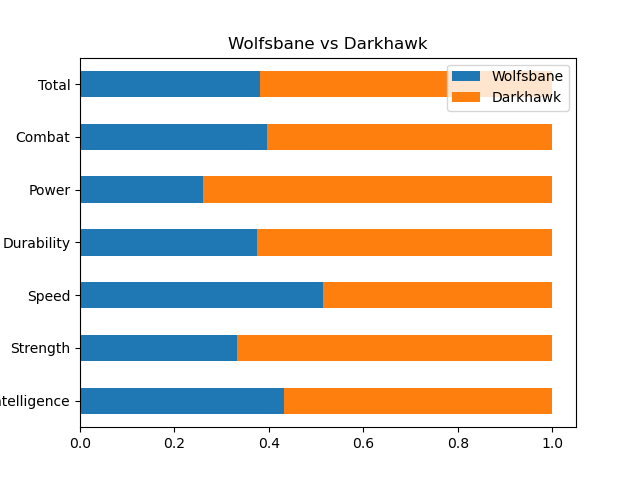 Wolfsbane vs Darkhawk
Wolfsbane
Darkhawk
Total
Combat
Power
Durability
Speed
Strength
ntelligence
0.0 0.2 0.4 0.6 0.8 1.0